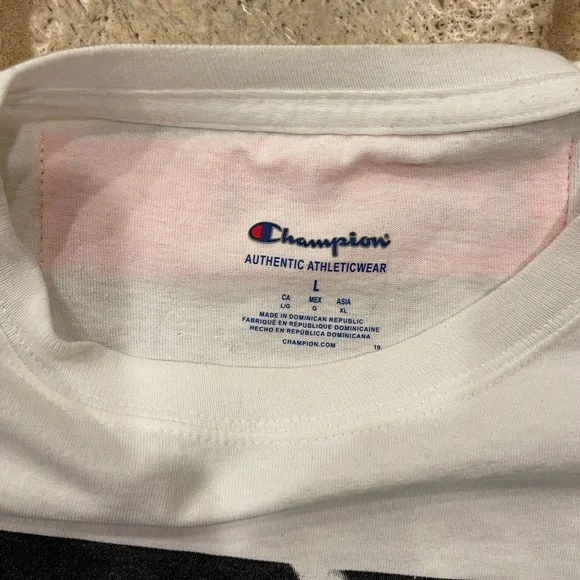 Champion
AUTHENTIC ATHLETICWEAR
L
CA MEX ASIA
L/G G XL
MADE IN DOMINICAN REPUBLIC
FABRIQUÉ EN RÉPUBLIQUE DOMINICAINE
HECHO EN REPÚBLICA DOMINICANA
CHAMPION.COM
19